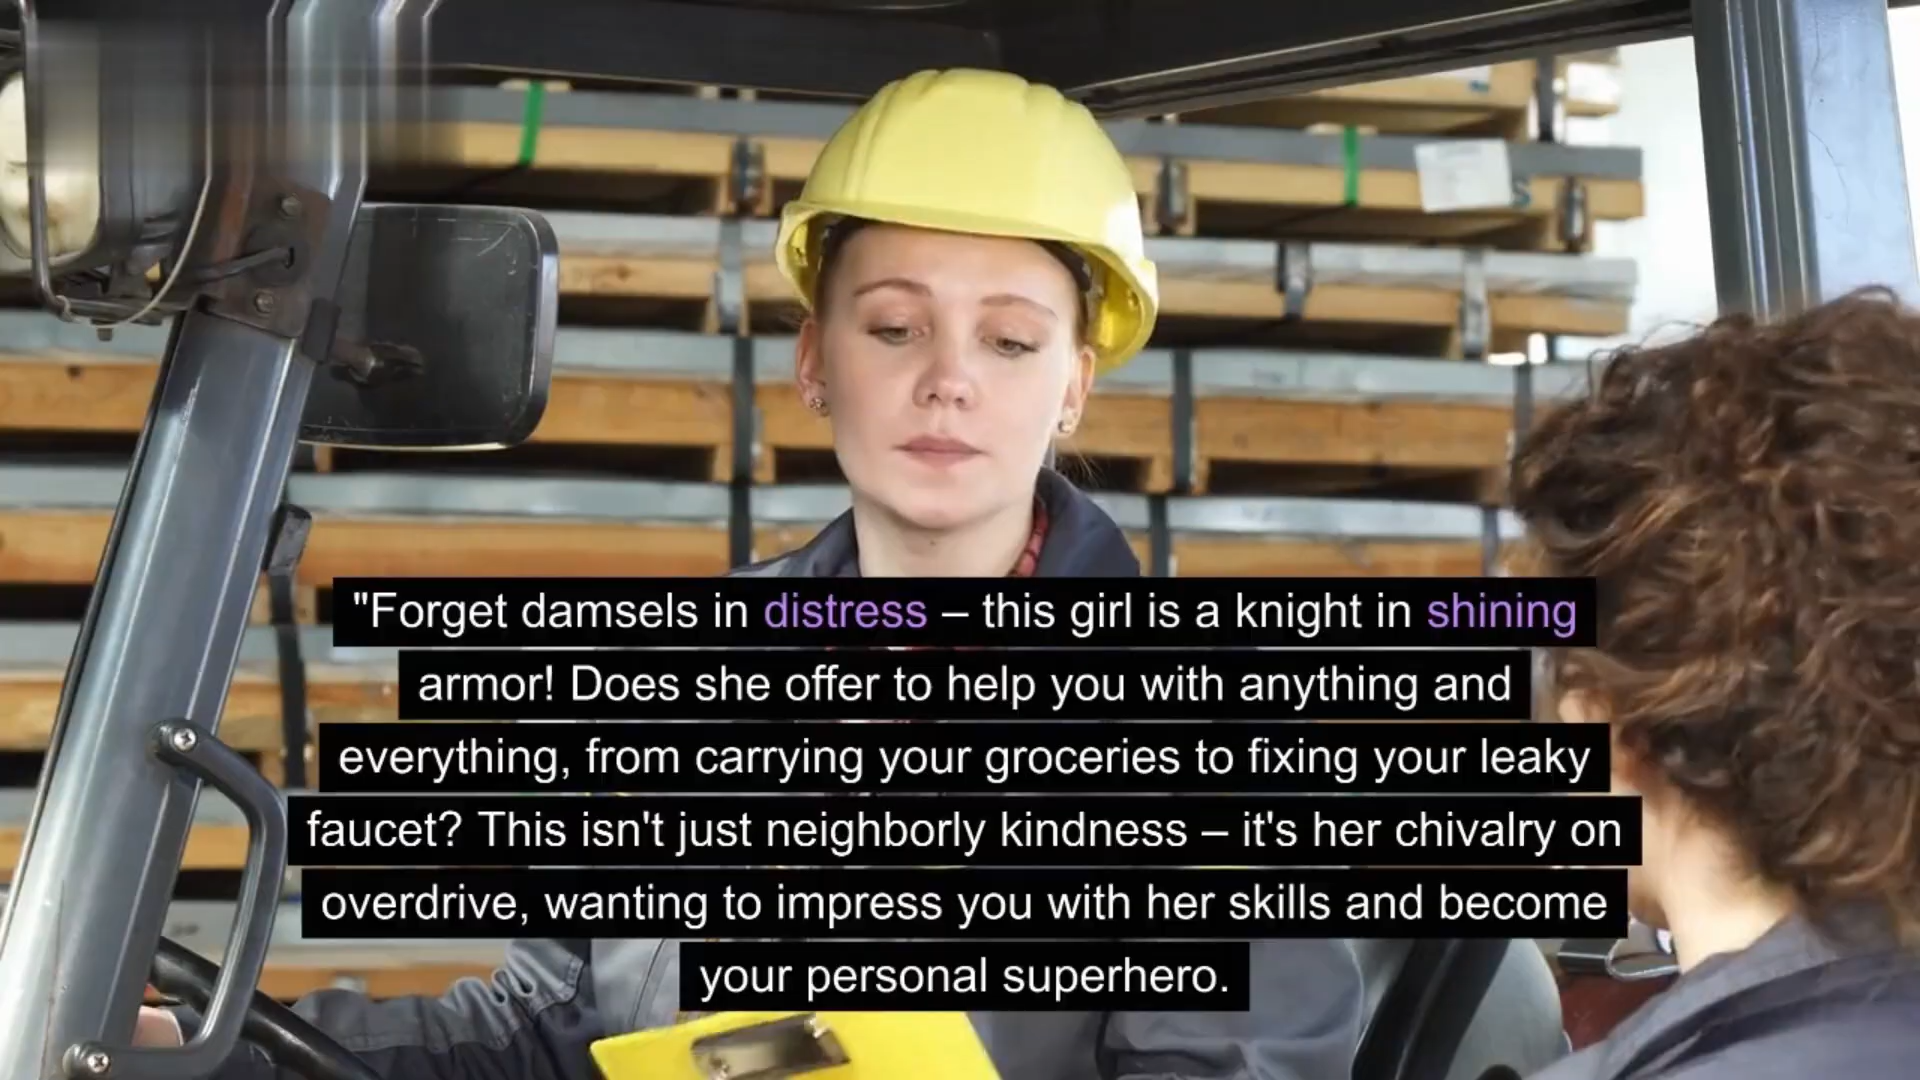 "Forget damsels in distress – this girl is a knight in shining
armor! Does she offer to help you with anything and
everything, from carrying your groceries to fixing your leaky
faucet? This isn't just neighborly kindness – it's her chivalry on
overdrive, wanting to impress you with her skills and become
your personal superhero.